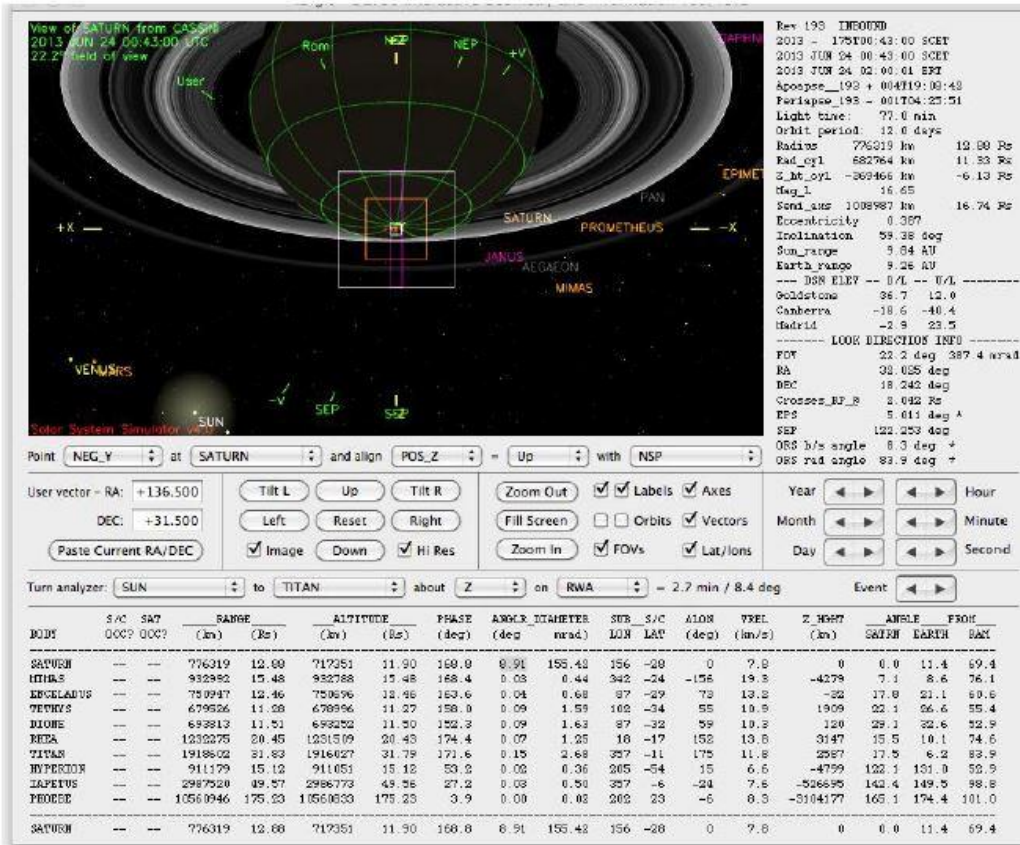 View of SATURN from CASSINI
2013 JUN 24 00:43:00 UTC
22.2° field of view
Rom
NEP
+V
User
PAN
SATURN
PROMETHEUS
JANUS
AEGAEON
MIMAS
+X
-X
VENUS
MARS
SUN
-V
SEP
Solar System Simulator v4.0
Rev 193 INBOUND
2013 - 175T00:43:00 SCET
2013 JUN 24 00:43:00 SCET
2013 JUN 24 02:00:01 ERT
Apoapse_193 + 004T19:08:48
Periapse_193 - 001T04:25:51
Light time: 77.0 min
Orbit period: 12.0 days
Radius 776319 km 12.88 Rs
Rad_cyl 682764 km 11.33 Rs
Z_ht_cyl -369466 km -6.13 Rs
Mag_L 16.65
Semi_axs 1008987 km 16.74 Rs
Eccentricity 0.387
Inclination 59.38 deg
Sun_range 9.84 AU
Earth_range 9.26 AU
--- DSN ELEV -- D/L -- U/L --------
Goldstone 36.7 12.0
Canberra -18.6 -40.4
Madrid -2.9 23.5
------- LOOK DIRECTION INFO -------
FOV 22.2 deg 387.4 mrad
RA 32.025 deg
DEC 18.242 deg
Crosses_RP_@ 2.042 Rs
EPS 5.011 deg *
SEP 122.253 deg
ORS b/s angle 8.3 deg *
ORS rad angle 83.9 deg *
Point NEG_Y at SATURN and align POS_Z = Up with NSP
User vector - RA: +136.500
DEC: +31.500
Paste Current RA/DEC
Tilt L Up Tilt R
Left Reset Right
Image Down Hi Res
Zoom Out Labels Axes
Fill Screen Orbits Vectors
Zoom In FOVs Lat/lons
Year Hour
Month Minute
Day Second
Turn analyzer: SUN to TITAN about Z on RWA = 2.7 min / 8.4 deg Event
S/C SAT RANGE ALTITUDE PHASE ANGLR DIAMETER SUB S/C ΔLON VREL Z_HGHT ANGLE FROM
BODY OCC? OCC? (km) (Rs) (km) (Rs) (deg) (deg mrad) LON LAT (deg) (km/s) (km) SATRN EARTH RAM
SATURN -- -- 776319 12.88 717351 11.90 168.8 8.91 155.42 156 -28 0 7.8 0 0.0 11.4 69.4
MIMAS -- -- 932992 15.48 932788 15.48 168.4 0.03 0.44 342 -24 -156 19.3 -4279 7.1 8.6 76.1
ENCELADUS -- -- 750947 12.46 750696 12.46 163.6 0.04 0.68 87 -29 73 13.2 -32 17.8 21.1 60.6
TETHYS -- -- 679526 11.28 678996 11.27 158.0 0.09 1.59 102 -34 55 10.9 1909 22.1 26.6 55.4
DIONE -- -- 693813 11.51 693252 11.50 152.3 0.09 1.63 87 -32 59 10.3 120 29.1 32.6 52.9
RHEA -- -- 1232275 20.45 1231509 20.43 174.4 0.07 1.25 18 -17 152 13.8 3147 15.5 10.1 74.6
TITAN -- -- 1918602 31.83 1916027 31.79 171.6 0.15 2.68 357 -11 175 11.8 2587 17.5 6.2 83.9
HYPERION -- -- 911179 15.12 911051 15.12 53.2 0.02 0.36 205 -54 15 6.6 -4799 122.1 131.0 52.9
IAPETUS -- -- 2987520 49.57 2986773 49.56 27.2 0.03 0.50 357 -6 -24 7.6 -526695 142.4 149.5 98.8
PHOEBE -- -- 10560946 175.23 10560833 175.23 3.9 0.00 0.02 202 23 -6 8.3 -3104177 165.1 174.4 101.0
SATURN -- -- 776319 12.88 717351 11.90 168.8 8.91 155.42 156 -28 0 7.8 0 0.0 11.4 69.4